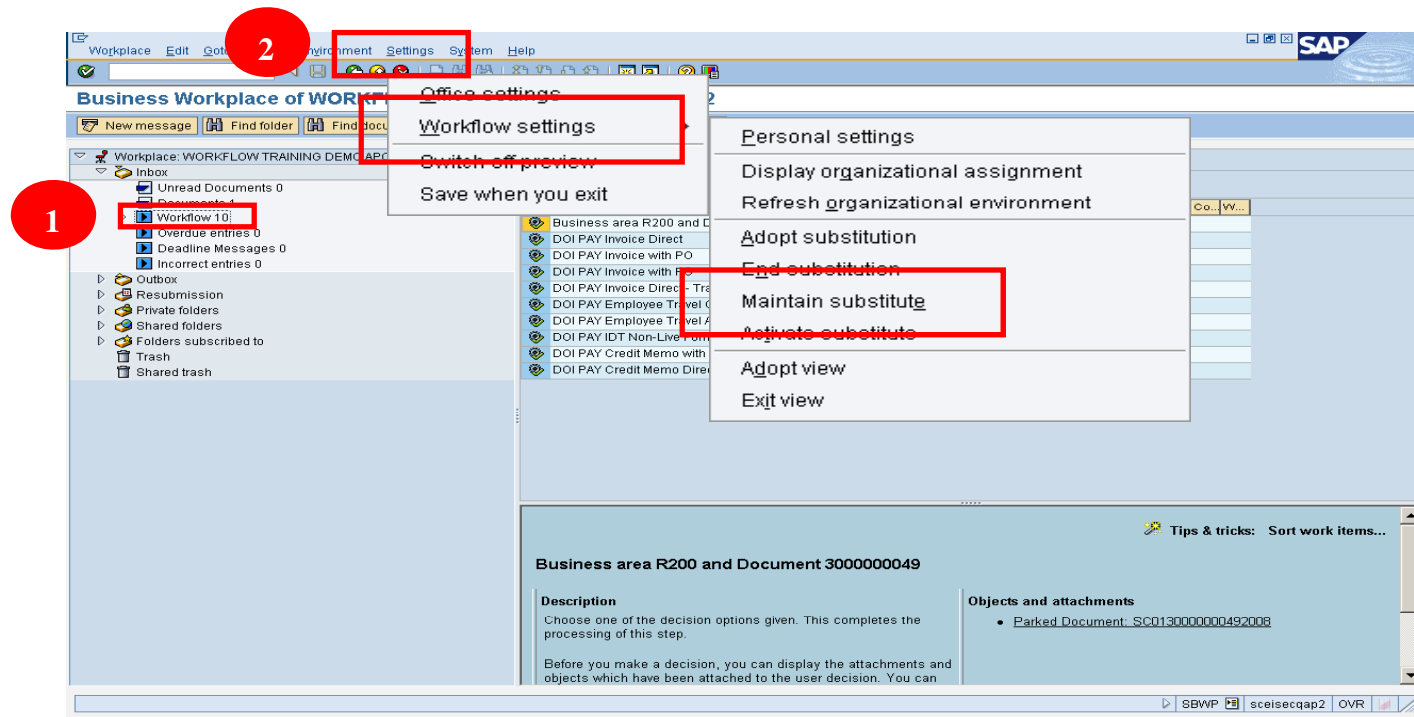 Workplace Edit Goto Environment Settings System Help
SAP
2
Business Workplace of WORKF 2
New message Find folder Find docu
Office settings
Workflow settings
Switch off preview
Save when you exit
Personal settings
Display organizational assignment
Refresh organizational environment
Adopt substitution
End substitution
Maintain substitute
Activate substitute
Adopt view
Exit view
1
Workplace: WORKFLOW TRAINING DEMO APO
Inbox
Unread Documents 0
Documents 1
Workflow 10
Overdue entries 0
Deadline Messages 0
Incorrect entries 0
Outbox
Resubmission
Private folders
Shared folders
Folders subscribed to
Trash
Shared trash
Co.. W...
Business area R200 and D
DOI PAY Invoice Direct
DOI PAY Invoice with PO
DOI PAY Invoice with PO
DOI PAY Invoice Direct - Tra
DOI PAY Employee Travel
DOI PAY Employee Travel A
DOI PAY IDT Non-Live
DOI PAY Credit Memo with
DOI PAY Credit Memo Dire
Tips & tricks: Sort work items...
Business area R200 and Document 3000000049
Description
Choose one of the decision options given. This completes the
processing of this step.
Before you make a decision, you can display the attachments and
objects which have been attached to the user decision. You can
Objects and attachments
• Parked Document: SC0130000000492008
SBWP sceisecqap2 OVR